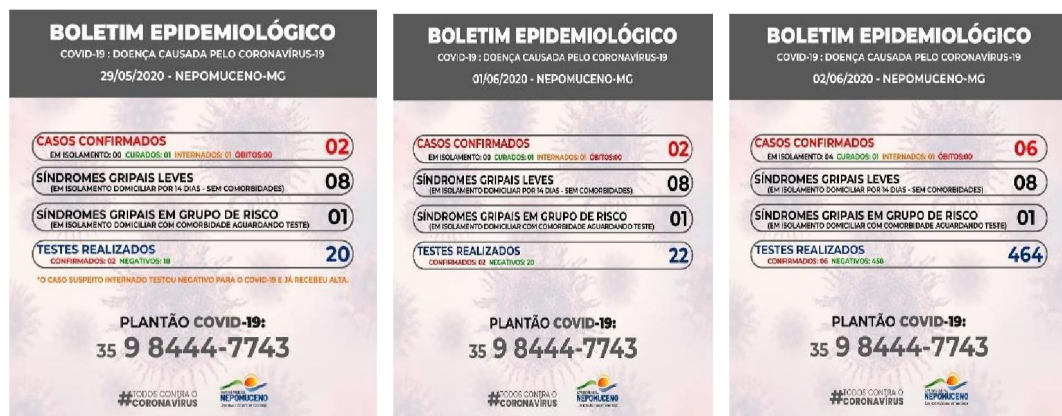 BOLETIM EPIDEMIOLÓGICO
COVID-19 : DOENÇA CAUSADA PELO CORONAVÍRUS-19
29/05/2020 - NEPOMUCENO-MG
CASOS CONFIRMADOS 02
EM ISOLAMENTO: 00 CURADOS: 01 INTERNADOS: 01 ÓBITOS:00
SÍNDROMES GRIPAIS LEVES 08
(EM ISOLAMENTO DOMICILIAR POR 14 DIAS - SEM COMORBIDADES)
SÍNDROMES GRIPAIS EM GRUPO DE RISCO 01
(EM ISOLAMENTO DOMICILIAR COM COMORBIDADE AGUARDANDO TESTE)
TESTES REALIZADOS 20
CONFIRMADOS: 02 NEGATIVOS: 18
*O CASO SUSPEITO INTERNADO TESTOU NEGATIVO PARA O COVID-19 E JÁ RECEBEU ALTA.
PLANTÃO COVID-19:
35 9 8444-7743
#TODOS CONTRA O
CORONAVÍRUS
NEPOMUCENO
BOLETIM EPIDEMIOLÓGICO
COVID-19 : DOENÇA CAUSADA PELO CORONAVÍRUS-19
01/06/2020 - NEPOMUCENO-MG
CASOS CONFIRMADOS 02
EM ISOLAMENTO: 00 CURADOS: 01 INTERNADOS: 01 ÓBITOS:00
SÍNDROMES GRIPAIS LEVES 08
(EM ISOLAMENTO DOMICILIAR POR 14 DIAS - SEM COMORBIDADES)
SÍNDROMES GRIPAIS EM GRUPO DE RISCO 01
(EM ISOLAMENTO DOMICILIAR COM COMORBIDADE AGUARDANDO TESTE)
TESTES REALIZADOS 22
CONFIRMADOS: 02 NEGATIVOS: 20
PLANTÃO COVID-19:
35 9 8444-7743
#TODOS CONTRA O
CORONAVÍRUS
NEPOMUCENO
BOLETIM EPIDEMIOLÓGICO
COVID-19 : DOENÇA CAUSADA PELO CORONAVÍRUS-19
02/06/2020 - NEPOMUCENO-MG
CASOS CONFIRMADOS 06
EM ISOLAMENTO: 04 CURADOS: 01 INTERNADOS: 01 ÓBITOS:00
SÍNDROMES GRIPAIS LEVES 08
(EM ISOLAMENTO DOMICILIAR POR 14 DIAS - SEM COMORBIDADES)
SÍNDROMES GRIPAIS EM GRUPO DE RISCO 01
(EM ISOLAMENTO DOMICILIAR COM COMORBIDADE AGUARDANDO TESTE)
TESTES REALIZADOS 464
CONFIRMADOS: 06 NEGATIVOS: 458
PLANTÃO COVID-19:
35 9 8444-7743
#TODOS CONTRA O
CORONAVÍRUS
NEPOMUCENO